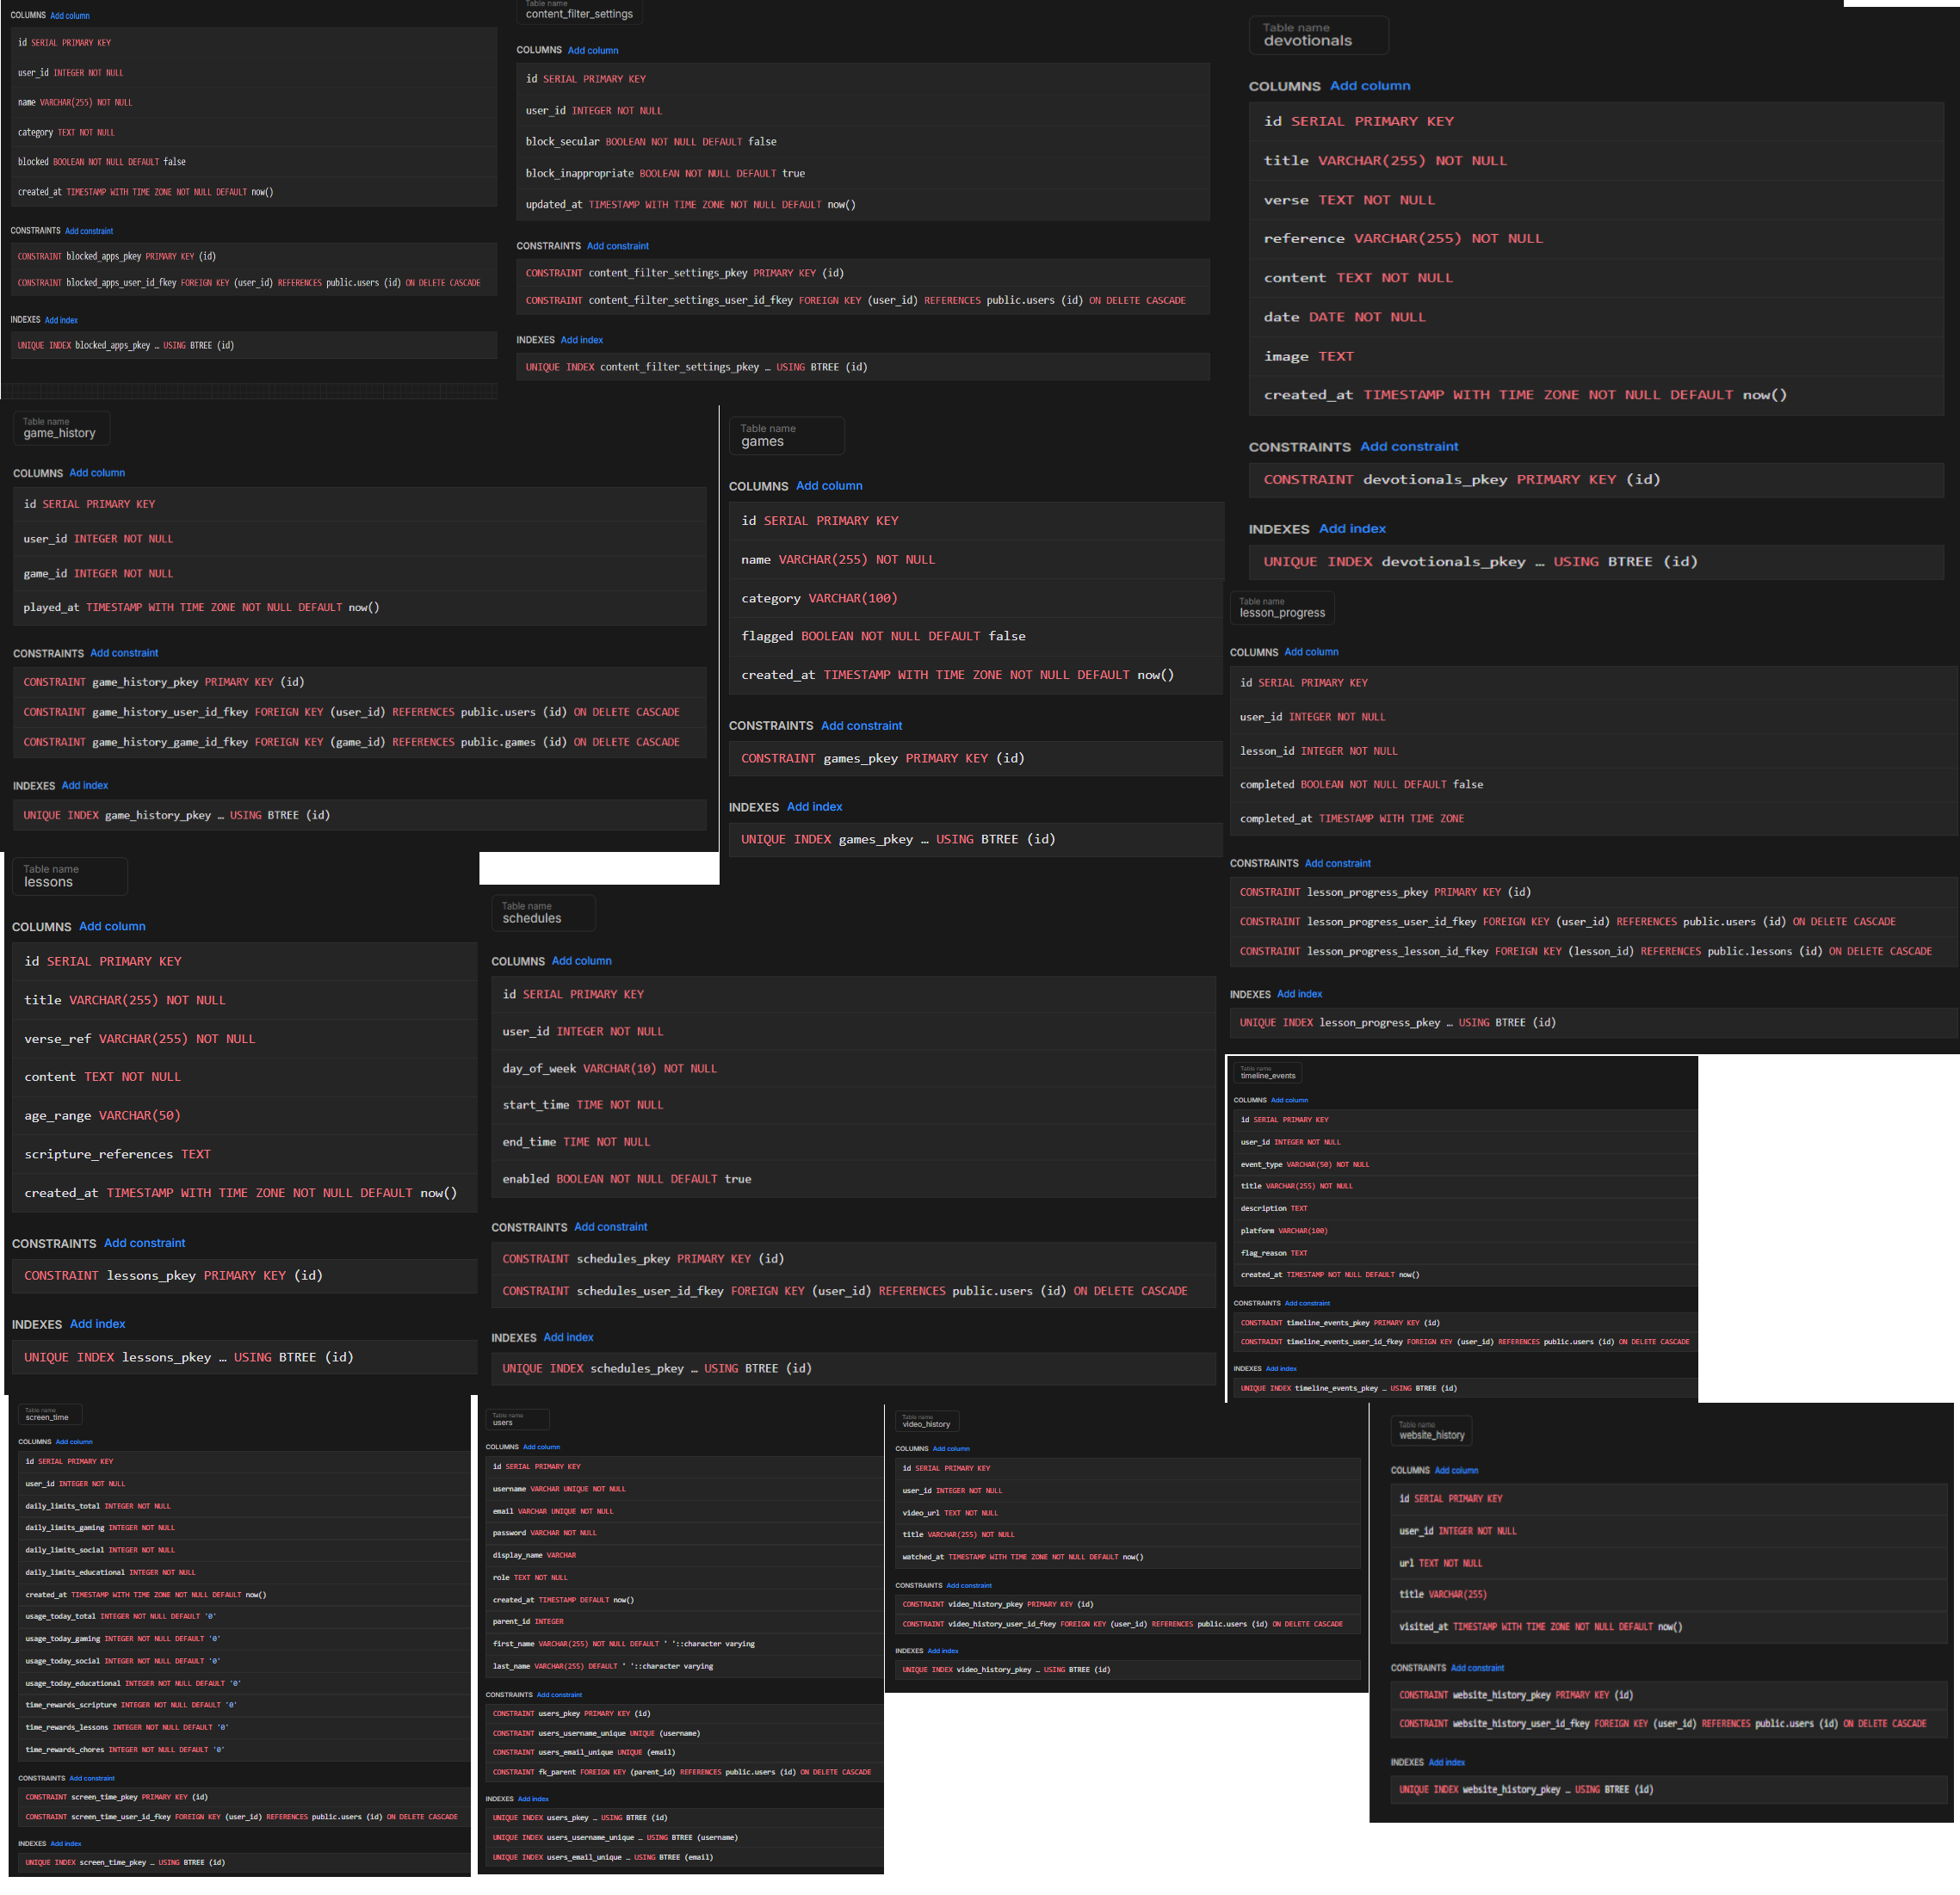 COLUMNS Add column
id SERIAL PRIMARY KEY
user_id INTEGER NOT NULL
name VARCHAR(255) NOT NULL
category TEXT NOT NULL
blocked BOOLEAN NOT NULL DEFAULT false
created_at TIMESTAMP WITH TIME ZONE NOT NULL DEFAULT now()
CONSTRAINTS Add constraint
CONSTRAINT blocked_apps_pkey PRIMARY KEY (id)
CONSTRAINT blocked_apps_user_id_fkey FOREIGN KEY (user_id) REFERENCES public.users (id) ON DELETE CASCADE
INDEXES Add index
UNIQUE INDEX blocked_apps_pkey … USING BTREE (id)
Table name
content_filter_settings
COLUMNS Add column
id SERIAL PRIMARY KEY
user_id INTEGER NOT NULL
block_secular BOOLEAN NOT NULL DEFAULT false
block_inappropriate BOOLEAN NOT NULL DEFAULT true
updated_at TIMESTAMP WITH TIME ZONE NOT NULL DEFAULT now()
CONSTRAINTS Add constraint
CONSTRAINT content_filter_settings_pkey PRIMARY KEY (id)
CONSTRAINT content_filter_settings_user_id_fkey FOREIGN KEY (user_id) REFERENCES public.users (id) ON DELETE CASCADE
INDEXES Add index
UNIQUE INDEX content_filter_settings_pkey … USING BTREE (id)
Table name
devotionals
COLUMNS Add column
id SERIAL PRIMARY KEY
title VARCHAR(255) NOT NULL
verse TEXT NOT NULL
reference VARCHAR(255) NOT NULL
content TEXT NOT NULL
date DATE NOT NULL
image TEXT
created_at TIMESTAMP WITH TIME ZONE NOT NULL DEFAULT now()
CONSTRAINTS Add constraint
CONSTRAINT devotionals_pkey PRIMARY KEY (id)
INDEXES Add index
UNIQUE INDEX devotionals_pkey … USING BTREE (id)
Table name
game_history
COLUMNS Add column
id SERIAL PRIMARY KEY
user_id INTEGER NOT NULL
game_id INTEGER NOT NULL
played_at TIMESTAMP WITH TIME ZONE NOT NULL DEFAULT now()
CONSTRAINTS Add constraint
CONSTRAINT game_history_pkey PRIMARY KEY (id)
CONSTRAINT game_history_user_id_fkey FOREIGN KEY (user_id) REFERENCES public.users (id) ON DELETE CASCADE
CONSTRAINT game_history_game_id_fkey FOREIGN KEY (game_id) REFERENCES public.games (id) ON DELETE CASCADE
INDEXES Add index
UNIQUE INDEX game_history_pkey … USING BTREE (id)
Table name
games
COLUMNS Add column
id SERIAL PRIMARY KEY
name VARCHAR(255) NOT NULL
category VARCHAR(100)
flagged BOOLEAN NOT NULL DEFAULT false
created_at TIMESTAMP WITH TIME ZONE NOT NULL DEFAULT now()
CONSTRAINTS Add constraint
CONSTRAINT games_pkey PRIMARY KEY (id)
INDEXES Add index
UNIQUE INDEX games_pkey … USING BTREE (id)
Table name
lesson_progress
COLUMNS Add column
id SERIAL PRIMARY KEY
user_id INTEGER NOT NULL
lesson_id INTEGER NOT NULL
completed BOOLEAN NOT NULL DEFAULT false
completed_at TIMESTAMP WITH TIME ZONE
CONSTRAINTS Add constraint
CONSTRAINT lesson_progress_pkey PRIMARY KEY (id)
CONSTRAINT lesson_progress_user_id_fkey FOREIGN KEY (user_id) REFERENCES public.users (id) ON DELETE CASCADE
CONSTRAINT lesson_progress_lesson_id_fkey FOREIGN KEY (lesson_id) REFERENCES public.lessons (id) ON DELETE CASCADE
INDEXES Add index
UNIQUE INDEX lesson_progress_pkey … USING BTREE (id)
Table name
lessons
COLUMNS Add column
id SERIAL PRIMARY KEY
title VARCHAR(255) NOT NULL
verse_ref VARCHAR(255) NOT NULL
content TEXT NOT NULL
age_range VARCHAR(50)
scripture_references TEXT
created_at TIMESTAMP WITH TIME ZONE NOT NULL DEFAULT now()
CONSTRAINTS Add constraint
CONSTRAINT lessons_pkey PRIMARY KEY (id)
INDEXES Add index
UNIQUE INDEX lessons_pkey … USING BTREE (id)
Table name
schedules
COLUMNS Add column
id SERIAL PRIMARY KEY
user_id INTEGER NOT NULL
day_of_week VARCHAR(10) NOT NULL
start_time TIME NOT NULL
end_time TIME NOT NULL
enabled BOOLEAN NOT NULL DEFAULT true
CONSTRAINTS Add constraint
CONSTRAINT schedules_pkey PRIMARY KEY (id)
CONSTRAINT schedules_user_id_fkey FOREIGN KEY (user_id) REFERENCES public.users (id) ON DELETE CASCADE
INDEXES Add index
UNIQUE INDEX schedules_pkey … USING BTREE (id)
Table name
timeline_events
COLUMNS Add column
id SERIAL PRIMARY KEY
user_id INTEGER NOT NULL
event_type VARCHAR(50) NOT NULL
title VARCHAR(255) NOT NULL
description TEXT
platform VARCHAR(100)
flag_reason TEXT
created_at TIMESTAMP NOT NULL DEFAULT now()
CONSTRAINTS Add constraint
CONSTRAINT timeline_events_pkey PRIMARY KEY (id)
CONSTRAINT timeline_events_user_id_fkey FOREIGN KEY (user_id) REFERENCES public.users (id) ON DELETE CASCADE
INDEXES Add index
UNIQUE INDEX timeline_events_pkey … USING BTREE (id)
Table name
screen_time
COLUMNS Add column
id SERIAL PRIMARY KEY
user_id INTEGER NOT NULL
daily_limits_total INTEGER NOT NULL
daily_limits_gaming INTEGER NOT NULL
daily_limits_social INTEGER NOT NULL
daily_limits_educational INTEGER NOT NULL
created_at TIMESTAMP WITH TIME ZONE NOT NULL DEFAULT now()
usage_today_total INTEGER NOT NULL DEFAULT '0'
usage_today_gaming INTEGER NOT NULL DEFAULT '0'
usage_today_social INTEGER NOT NULL DEFAULT '0'
usage_today_educational INTEGER NOT NULL DEFAULT '0'
time_rewards_scripture INTEGER NOT NULL DEFAULT '0'
time_rewards_lessons INTEGER NOT NULL DEFAULT '0'
time_rewards_chores INTEGER NOT NULL DEFAULT '0'
CONSTRAINTS Add constraint
CONSTRAINT screen_time_pkey PRIMARY KEY (id)
CONSTRAINT screen_time_user_id_fkey FOREIGN KEY (user_id) REFERENCES public.users (id) ON DELETE CASCADE
INDEXES Add index
UNIQUE INDEX screen_time_pkey … USING BTREE (id)
Table name
users
COLUMNS Add column
id SERIAL PRIMARY KEY
username VARCHAR UNIQUE NOT NULL
email VARCHAR UNIQUE NOT NULL
password VARCHAR NOT NULL
display_name VARCHAR
role TEXT NOT NULL
created_at TIMESTAMP DEFAULT now()
parent_id INTEGER
first_name VARCHAR(255) NOT NULL DEFAULT ' '::character varying
last_name VARCHAR(255) DEFAULT ' '::character varying
CONSTRAINTS Add constraint
CONSTRAINT users_pkey PRIMARY KEY (id)
CONSTRAINT users_username_unique UNIQUE (username)
CONSTRAINT users_email_unique UNIQUE (email)
CONSTRAINT fk_parent FOREIGN KEY (parent_id) REFERENCES public.users (id) ON DELETE CASCADE
INDEXES Add index
UNIQUE INDEX users_pkey … USING BTREE (id)
UNIQUE INDEX users_username_unique … USING BTREE (username)
UNIQUE INDEX users_email_unique … USING BTREE (email)
Table name
video_history
COLUMNS Add column
id SERIAL PRIMARY KEY
user_id INTEGER NOT NULL
video_url TEXT NOT NULL
title VARCHAR(255) NOT NULL
watched_at TIMESTAMP WITH TIME ZONE NOT NULL DEFAULT now()
CONSTRAINTS Add constraint
CONSTRAINT video_history_pkey PRIMARY KEY (id)
CONSTRAINT video_history_user_id_fkey FOREIGN KEY (user_id) REFERENCES public.users (id) ON DELETE CASCADE
INDEXES Add index
UNIQUE INDEX video_history_pkey … USING BTREE (id)
Table name
website_history
COLUMNS Add column
id SERIAL PRIMARY KEY
user_id INTEGER NOT NULL
url TEXT NOT NULL
title VARCHAR(255)
visited_at TIMESTAMP WITH TIME ZONE NOT NULL DEFAULT now()
CONSTRAINTS Add constraint
CONSTRAINT website_history_pkey PRIMARY KEY (id)
CONSTRAINT website_history_user_id_fkey FOREIGN KEY (user_id) REFERENCES public.users (id) ON DELETE CASCADE
INDEXES Add index
UNIQUE INDEX website_history_pkey … USING BTREE (id)